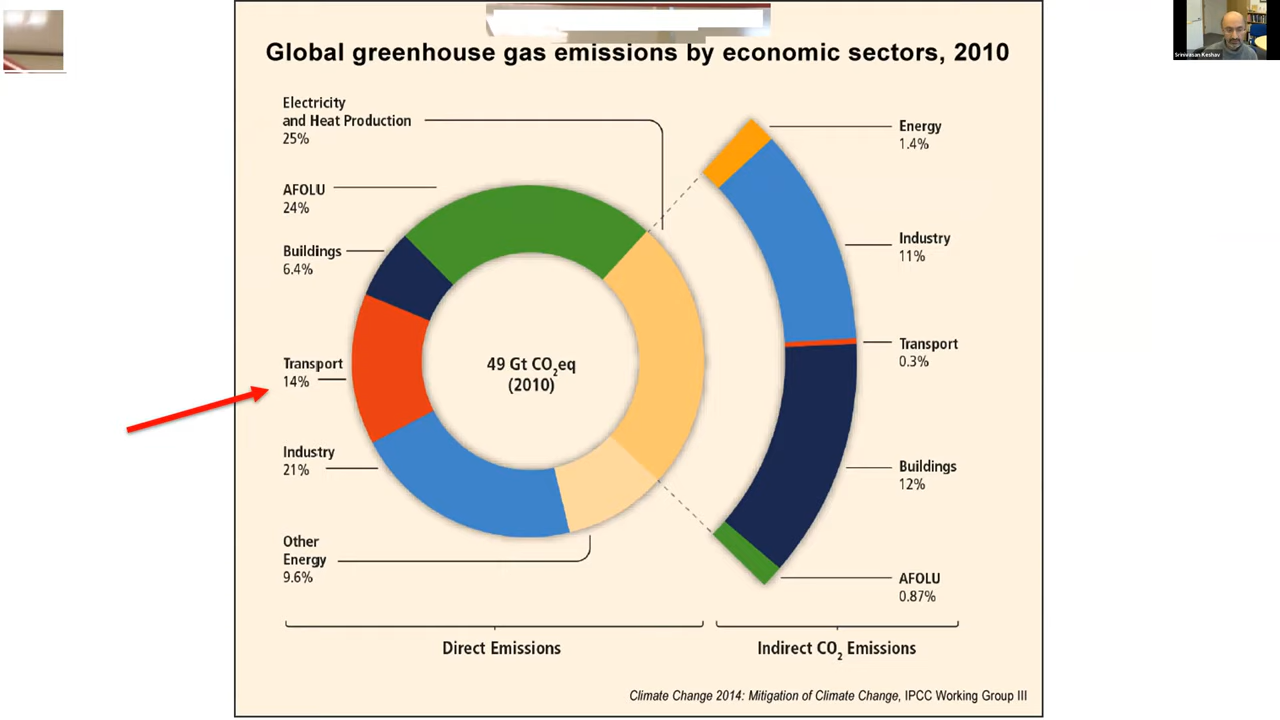 Srinivasan Keshav
Global greenhouse gas emissions by economic sectors, 2010
Electricity
and Heat Production
25%
AFOLU
24%
Buildings
6.4%
Transport
14%
Industry
21%
Other
Energy
9.6%
49 Gt CO₂eq
(2010)
Energy
1.4%
Industry
11%
Transport
0.3%
Buildings
12%
AFOLU
0.87%
Direct Emissions
Indirect CO₂ Emissions
Climate Change 2014: Mitigation of Climate Change, IPCC Working Group III